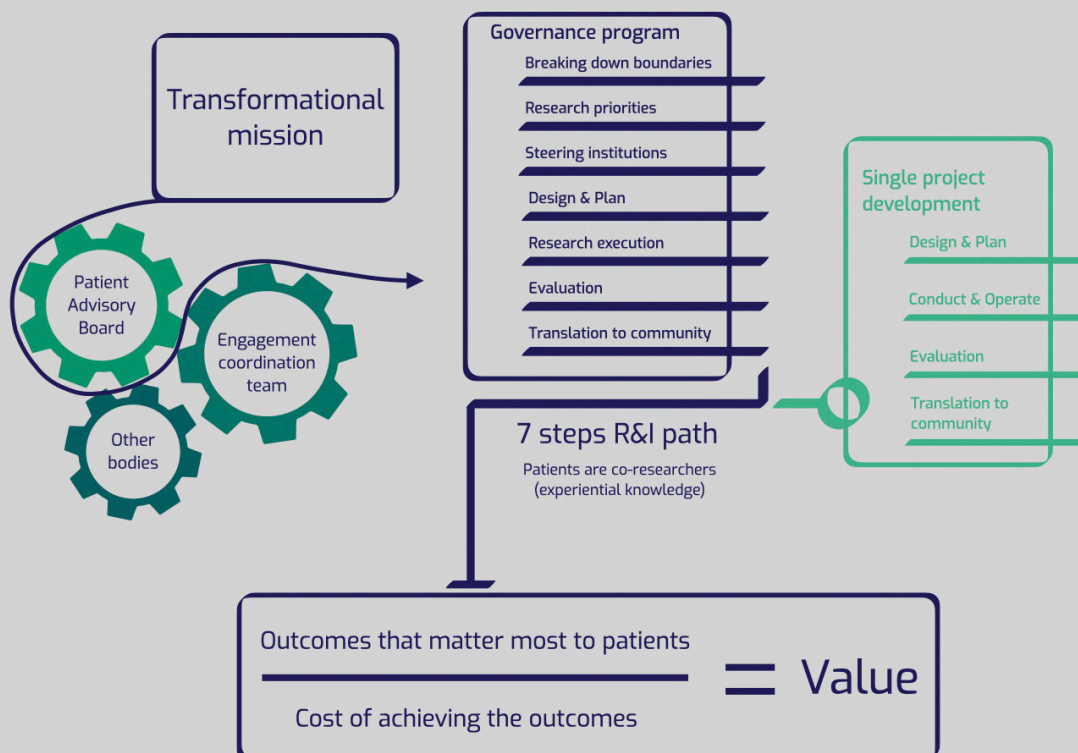 Transformational
mission
Patient
Advisory
Board
Engagement
coordination
team
Other
bodies
Governance program
Breaking down boundaries
Research priorities
Steering institutions
Design & Plan
Research execution
Evaluation
Translation to community
7 steps R&I path
Patients are co-researchers
(experiential knowledge)
Single project
development
Design & Plan
Conduct & Operate
Evaluation
Translation to
community
Outcomes that matter most to patients
Cost of achieving the outcomes
= Value